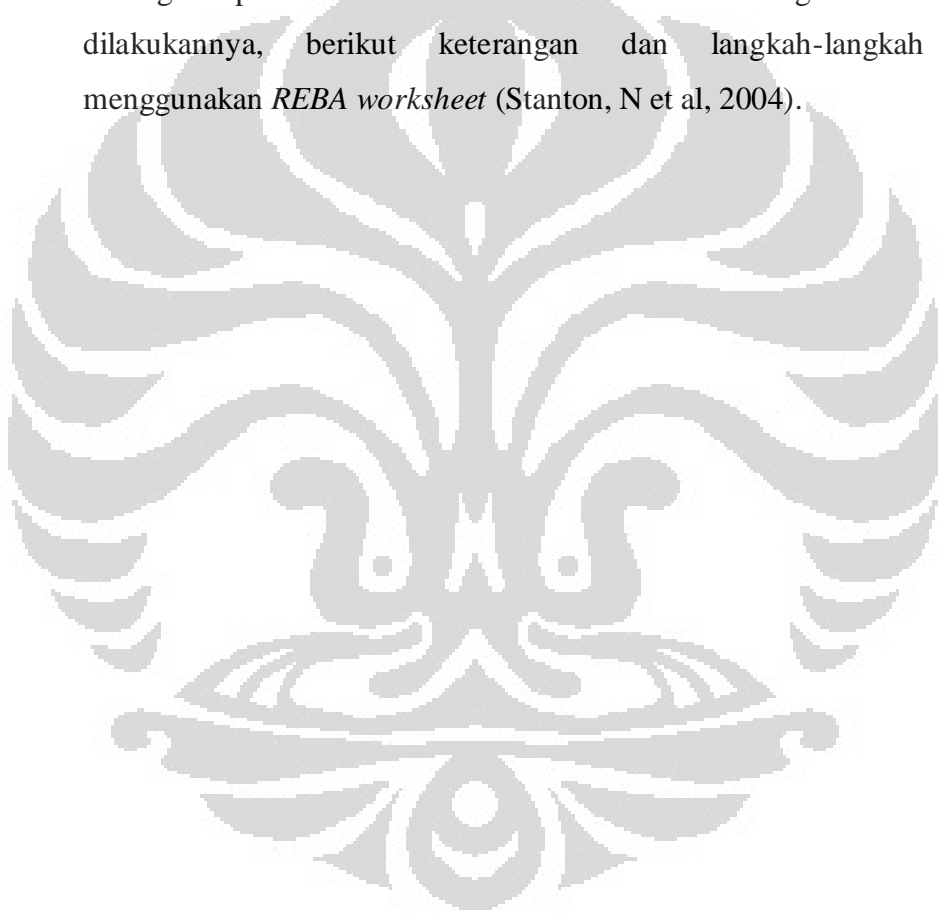 dilakukannya, berikut keterangan dan langkah-langkah
menggunakan REBA worksheet (Stanton, N et al, 2004).